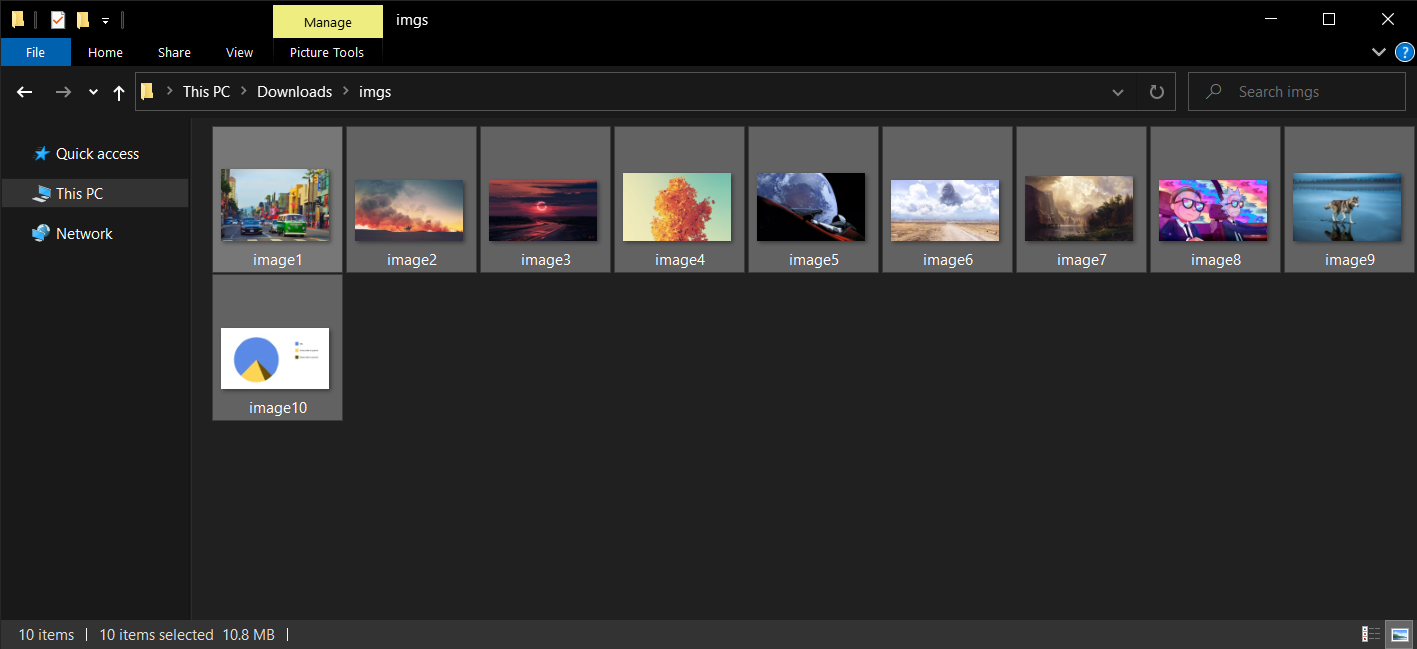 Manage
imgs
File
Home
Share
View
Picture Tools
?
This PC
Downloads
imgs
Search imgs
Quick access
This PC
Network
image1
image2
image3
image4
image5
image6
image7
image8
image9
image10
10 items
10 items selected 10.8 MB